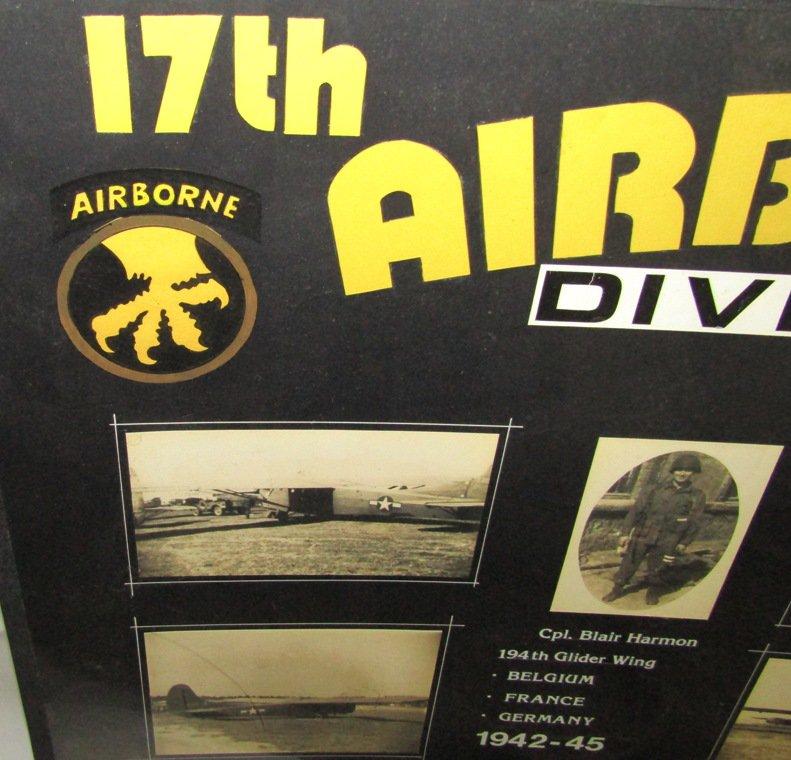 17th
AIRBORNE
AIRB
DIVI
Cpl. Blair Harmon
194th Glider Wing
· BELGIUM
· FRANCE
· GERMANY
1942-45